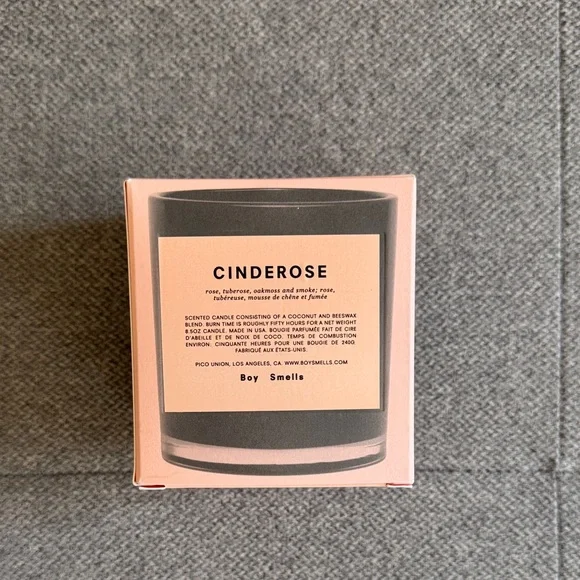 CINDEROSE
rose, tuberose, oakmoss and smoke; rose,
tubéreuse, mousse de chêne et fumée
SCENTED CANDLE CONSISTING OF A COCONUT AND BEESWAX
BLEND. BURN TIME IS ROUGHLY FIFTY HOURS FOR A NET WEIGHT
8.5OZ CANDLE. MADE IN USA. BOUGIE PARFUMÉE FAIT DE CIRE
D'ABEILLE ET DE NOIX DE COCO. TEMPS DE COMBUSTION
ENVIRON. CINQUANTE HEURES POUR UNE BOUGIE DE 240G
FABRIQUÉ AUX ÉTATS-UNIS.
PICO UNION, LOS ANGELES, CA. WWW.BOYSMELLS.COM
Boy Smells